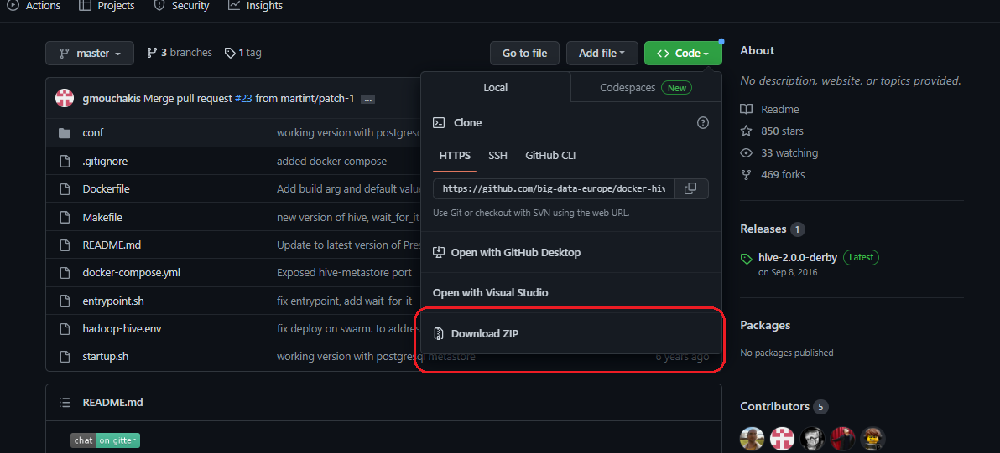 Actions Projects Security Insights
master 3 branches 1 tag Go to file Add file Code
gmouchakis Merge pull request #23 from martint/patch-1 ...
conf working version with postgresq
.gitignore added docker compose
Dockerfile Add build arg and default value
Makefile new version of hive, wait_for_it
README.md Update to latest version of Pres
docker-compose.yml Exposed hive-metastore port
entrypoint.sh fix entrypoint, add wait_for_it
hadoop-hive.env fix deploy on swarm. to addres
startup.sh working version with postgresql metastore 6 years ago
Local Codespaces New
Clone
HTTPS SSH GitHub CLI
https://github.com/big-data-europe/docker-hiv
Use Git or checkout with SVN using the web URL.
Open with GitHub Desktop
Open with Visual Studio
Download ZIP
README.md
chat on gitter
About
No description, website, or topics provided.
Readme
850 stars
33 watching
469 forks
Releases 1
hive-2.0.0-derby Latest
on Sep 8, 2016
Packages
No packages published
Contributors 5